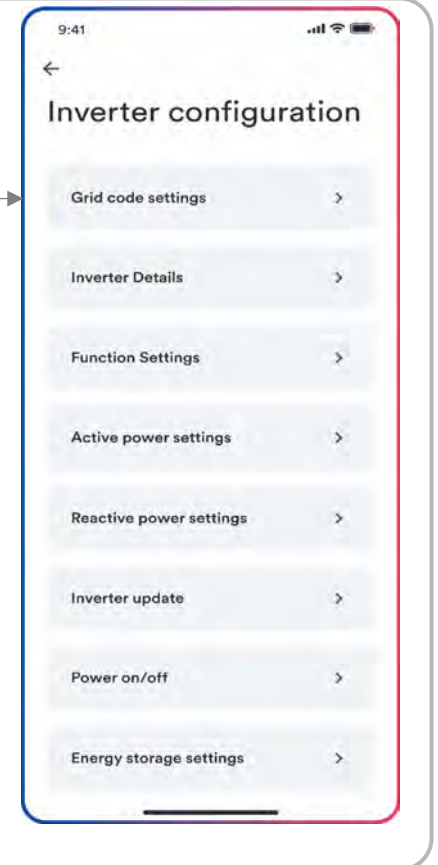 9:41
Inverter configuration
Grid code settings
Inverter Details
Function Settings
Active power settings
Reactive power settings
Inverter update
Power on/off
Energy storage settings